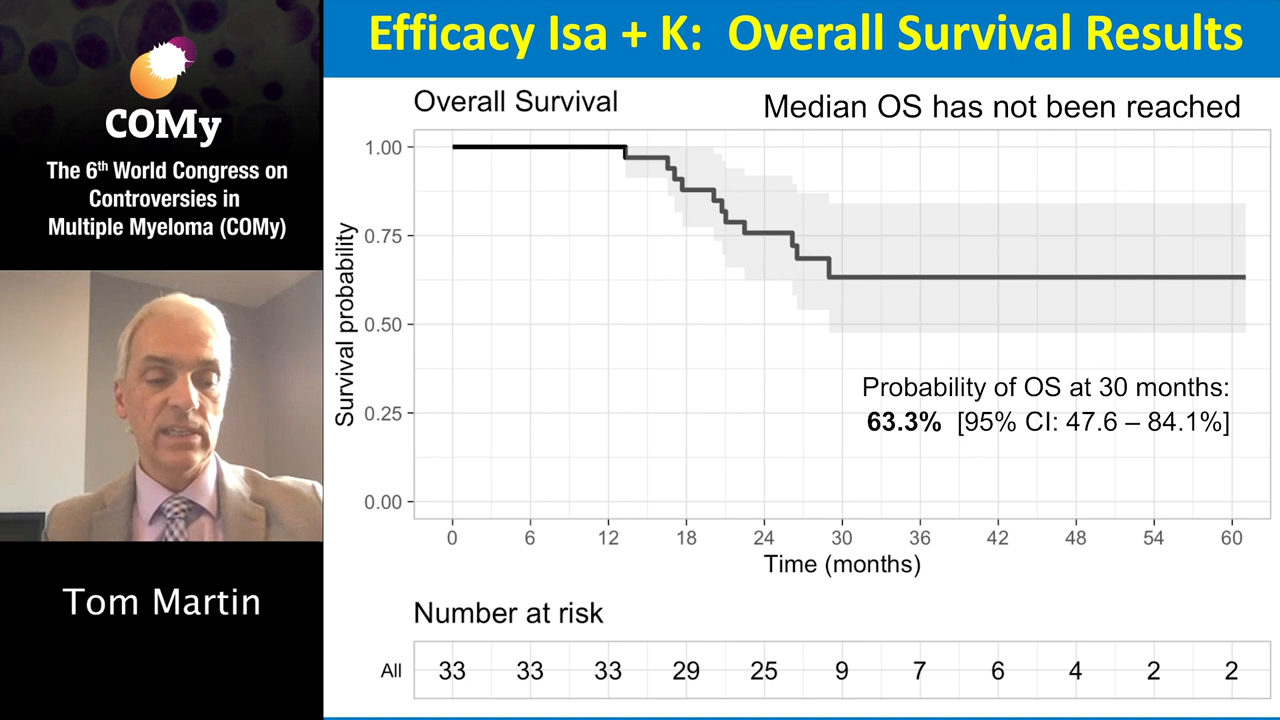 COMy
The 6th World Congress on
Controversies in
Multiple Myeloma (COMy)
Tom Martin
Efficacy Isa + K: Overall Survival Results
Overall Survival
Median OS has not been reached
Survival probability
1.00
0.75
0.50
0.25
0.00
Probability of OS at 30 months:
63.3% [95% CI: 47.6 – 84.1%]
0 6 12 18 24 30 36 42 48 54 60
Time (months)
Number at risk
All 33 33 33 29 25 9 7 6 4 2 2